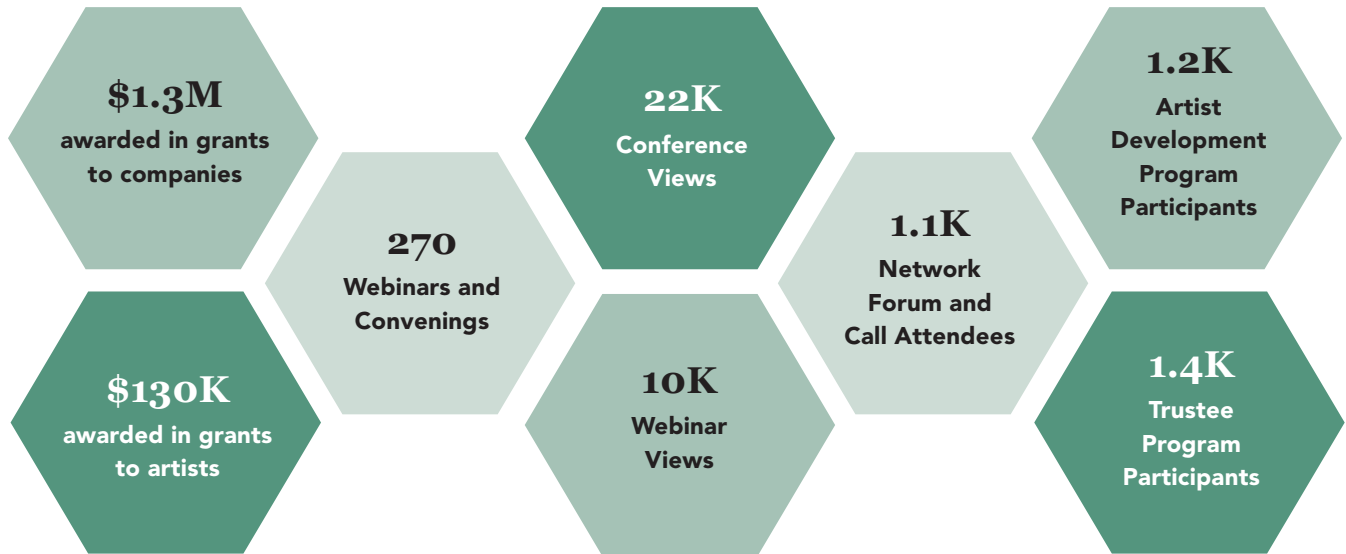 $1.3M
awarded in grants
to companies
$130K
awarded in grants
to artists
270
Webinars and
Convenings
22K
Conference
Views
10K
Webinar
Views
1.1K
Network
Forum and
Call Attendees
1.2K
Artist
Development
Program
Participants
1.4K
Trustee
Program
Participants